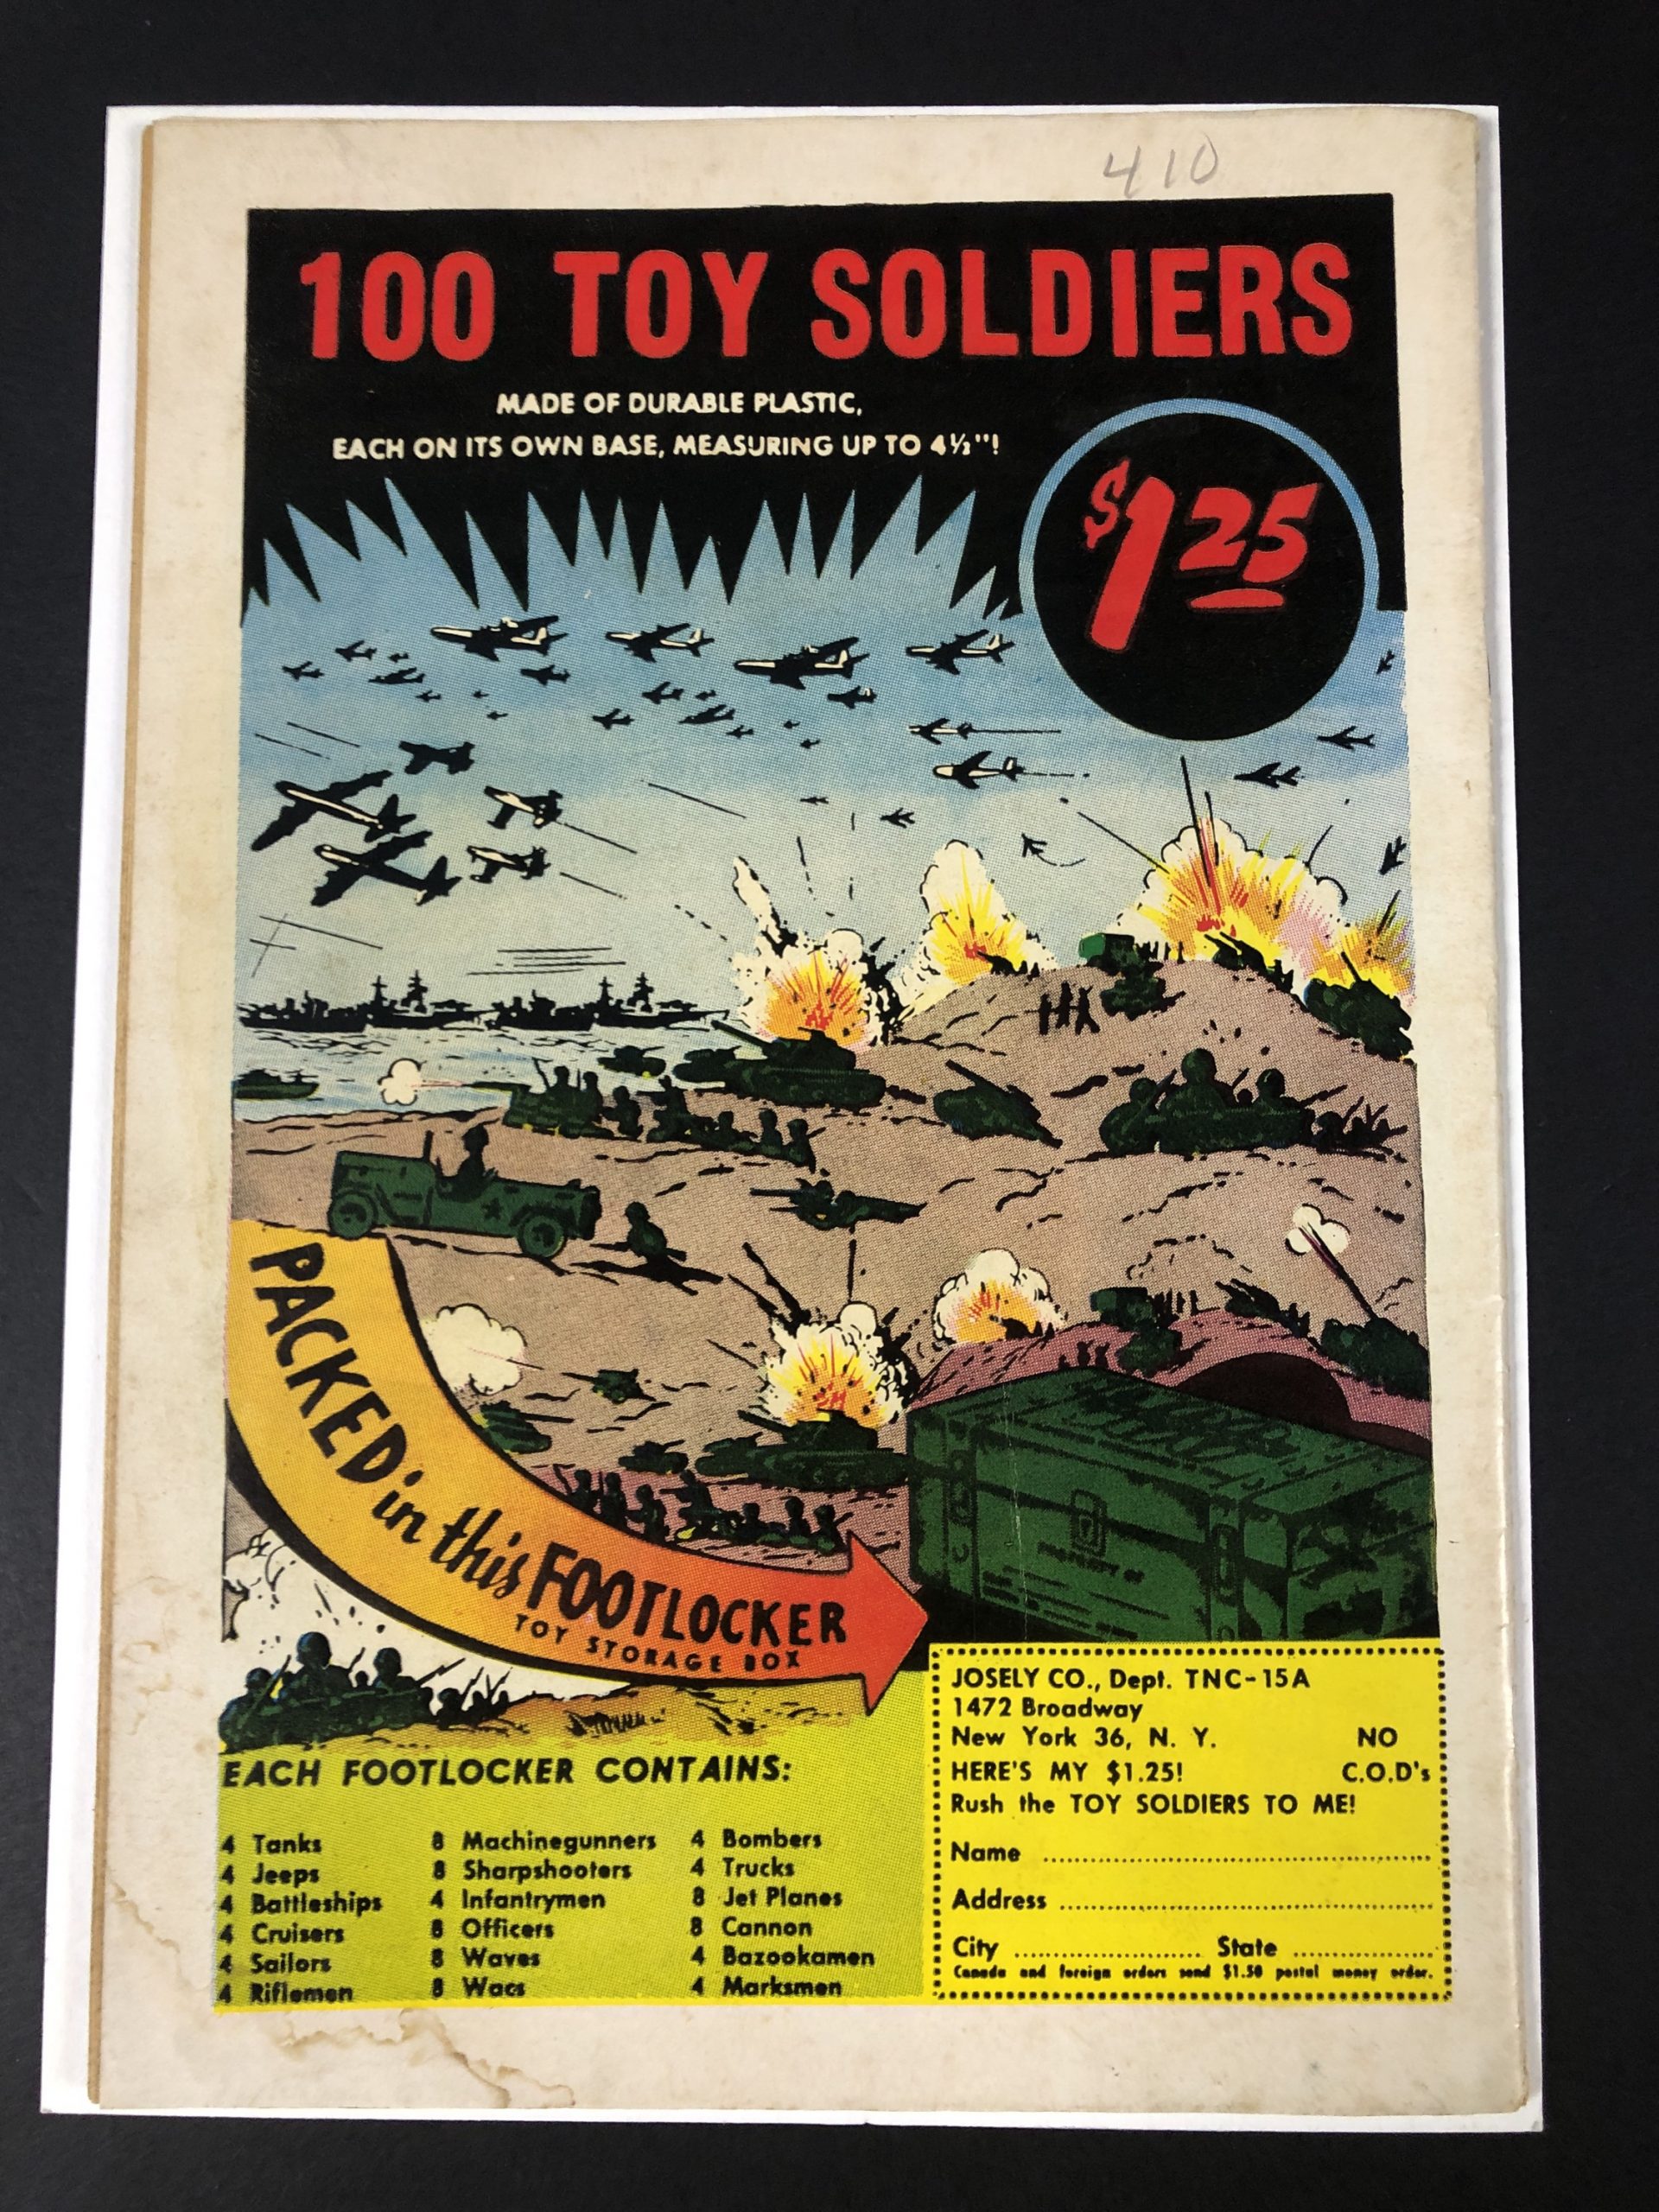 410
100 TOY SOLDIERS
MADE OF DURABLE PLASTIC,
EACH ON ITS OWN BASE, MEASURING UP TO 4½"!
$1.25
PACKED in this FOOTLOCKER
TOY STORAGE BOX
PROPERTY OF
EACH FOOTLOCKER CONTAINS:
4 Tanks
4 Jeeps
4 Battleships
4 Cruisers
4 Sailors
4 Riflemen
8 Machinegunners
8 Sharpshooters
4 Infantrymen
8 Officers
8 Waves
8 Wacs
4 Bombers
4 Trucks
8 Jet Planes
8 Cannon
4 Bazookamen
4 Marksmen
JOSELY CO., Dept. TNC-15A
1472 Broadway
New York 36, N. Y. NO
HERE'S MY $1.25! C.O.D's
Rush the TOY SOLDIERS TO ME!
Name
Address
City State
Canada and foreign orders send $1.50 postal money order.